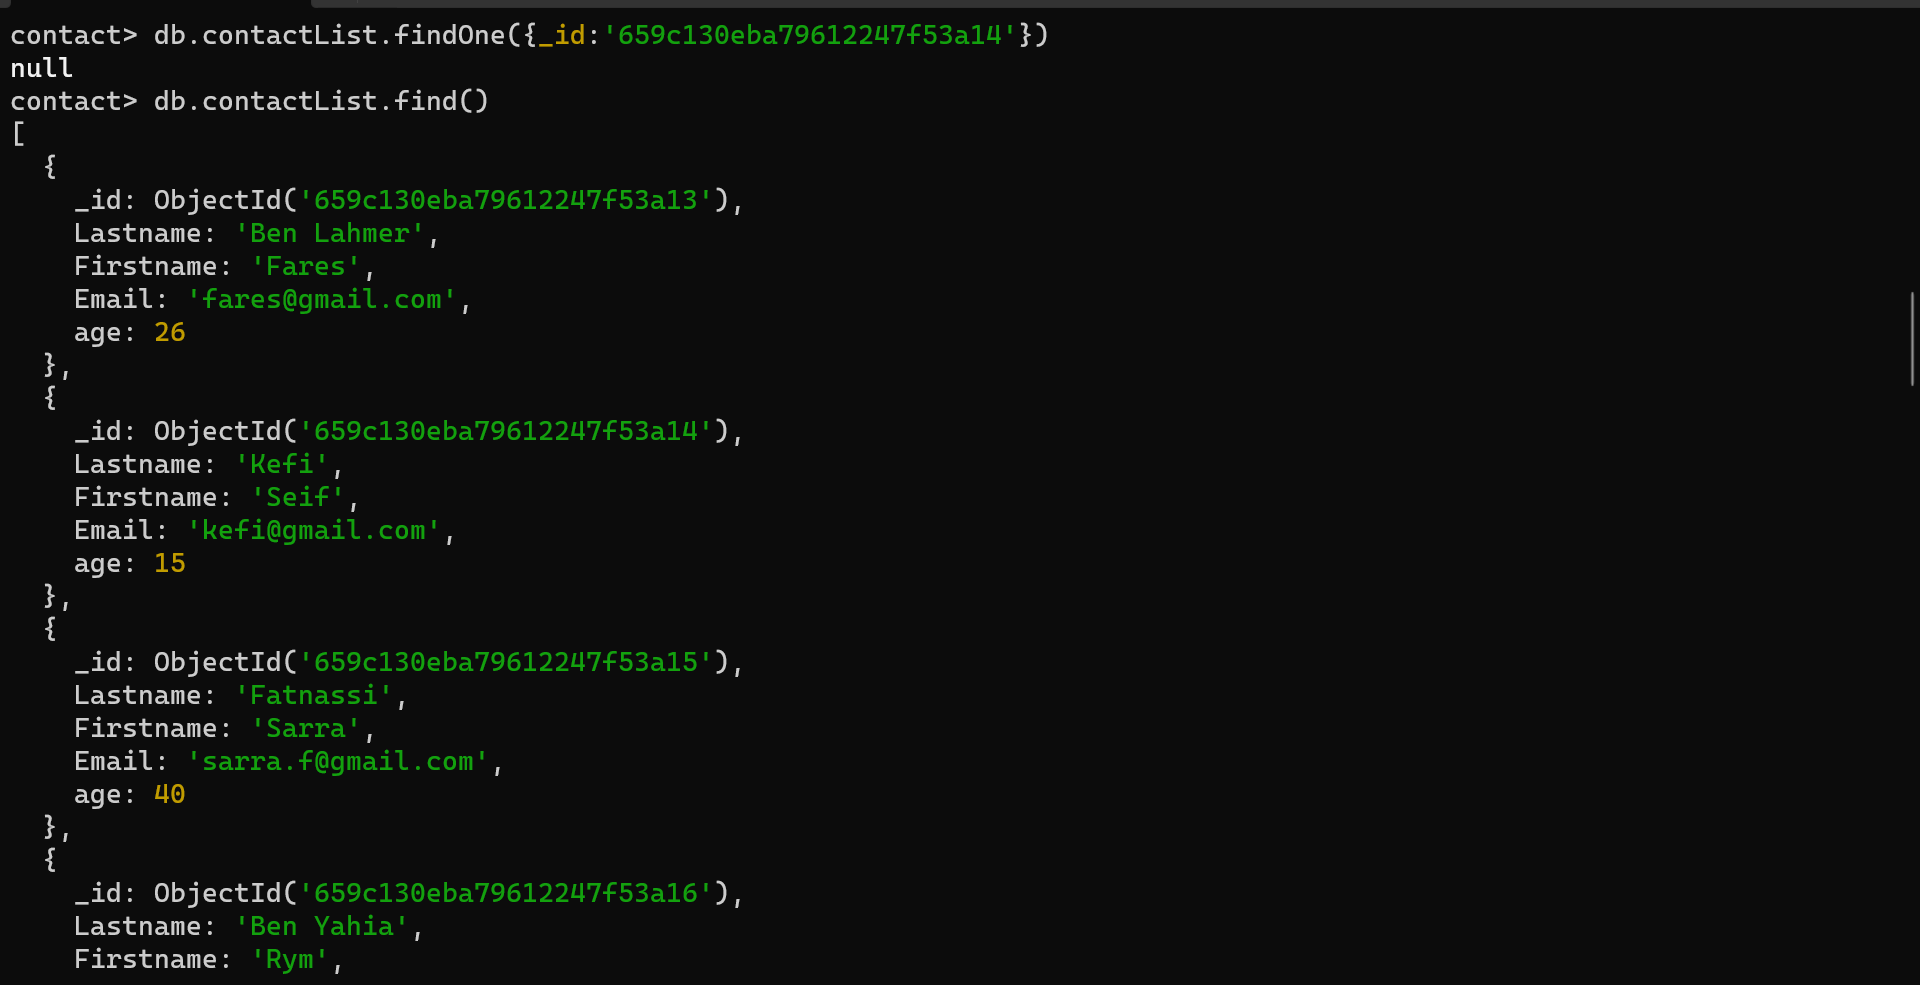 contact> db.contactList.findOne({_id:'659c130eba79612247f53a14'})
null
contact> db.contactList.find()
[
  {
    _id: ObjectId('659c130eba79612247f53a13'),
    Lastname: 'Ben Lahmer',
    Firstname: 'Fares',
    Email: 'fares@gmail.com',
    age: 26
  },
  {
    _id: ObjectId('659c130eba79612247f53a14'),
    Lastname: 'Kefi',
    Firstname: 'Seif',
    Email: 'kefi@gmail.com',
    age: 15
  },
  {
    _id: ObjectId('659c130eba79612247f53a15'),
    Lastname: 'Fatnassi',
    Firstname: 'Sarra',
    Email: 'sarra.f@gmail.com',
    age: 40
  },
  {
    _id: ObjectId('659c130eba79612247f53a16'),
    Lastname: 'Ben Yahia',
    Firstname: 'Rym',